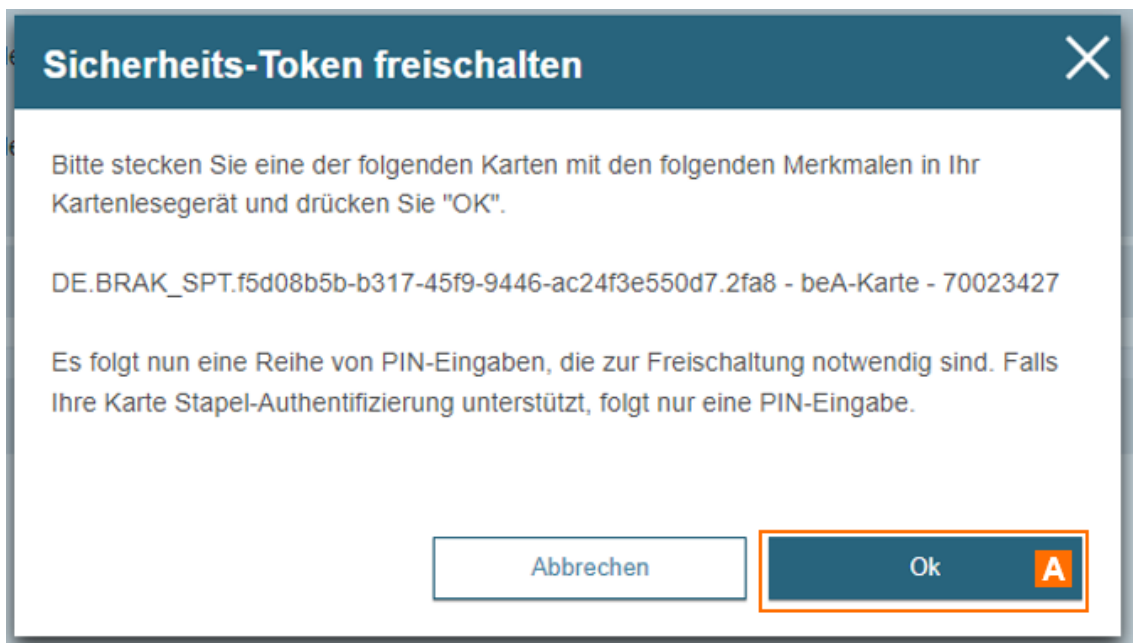 Sicherheits-Token freischalten
Bitte stecken Sie eine der folgenden Karten mit den folgenden Merkmalen in Ihr
Kartenlesegerät und drücken Sie "OK".
DE.BRAK_SPT.f5d08b5b-b317-45f9-9446-ac24f3e550d7.2fa8 - beA-Karte - 70023427
Es folgt nun eine Reihe von PIN-Eingaben, die zur Freischaltung notwendig sind. Falls
Ihre Karte Stapel-Authentifizierung unterstützt, folgt nur eine PIN-Eingabe.
Abbrechen
Ok A